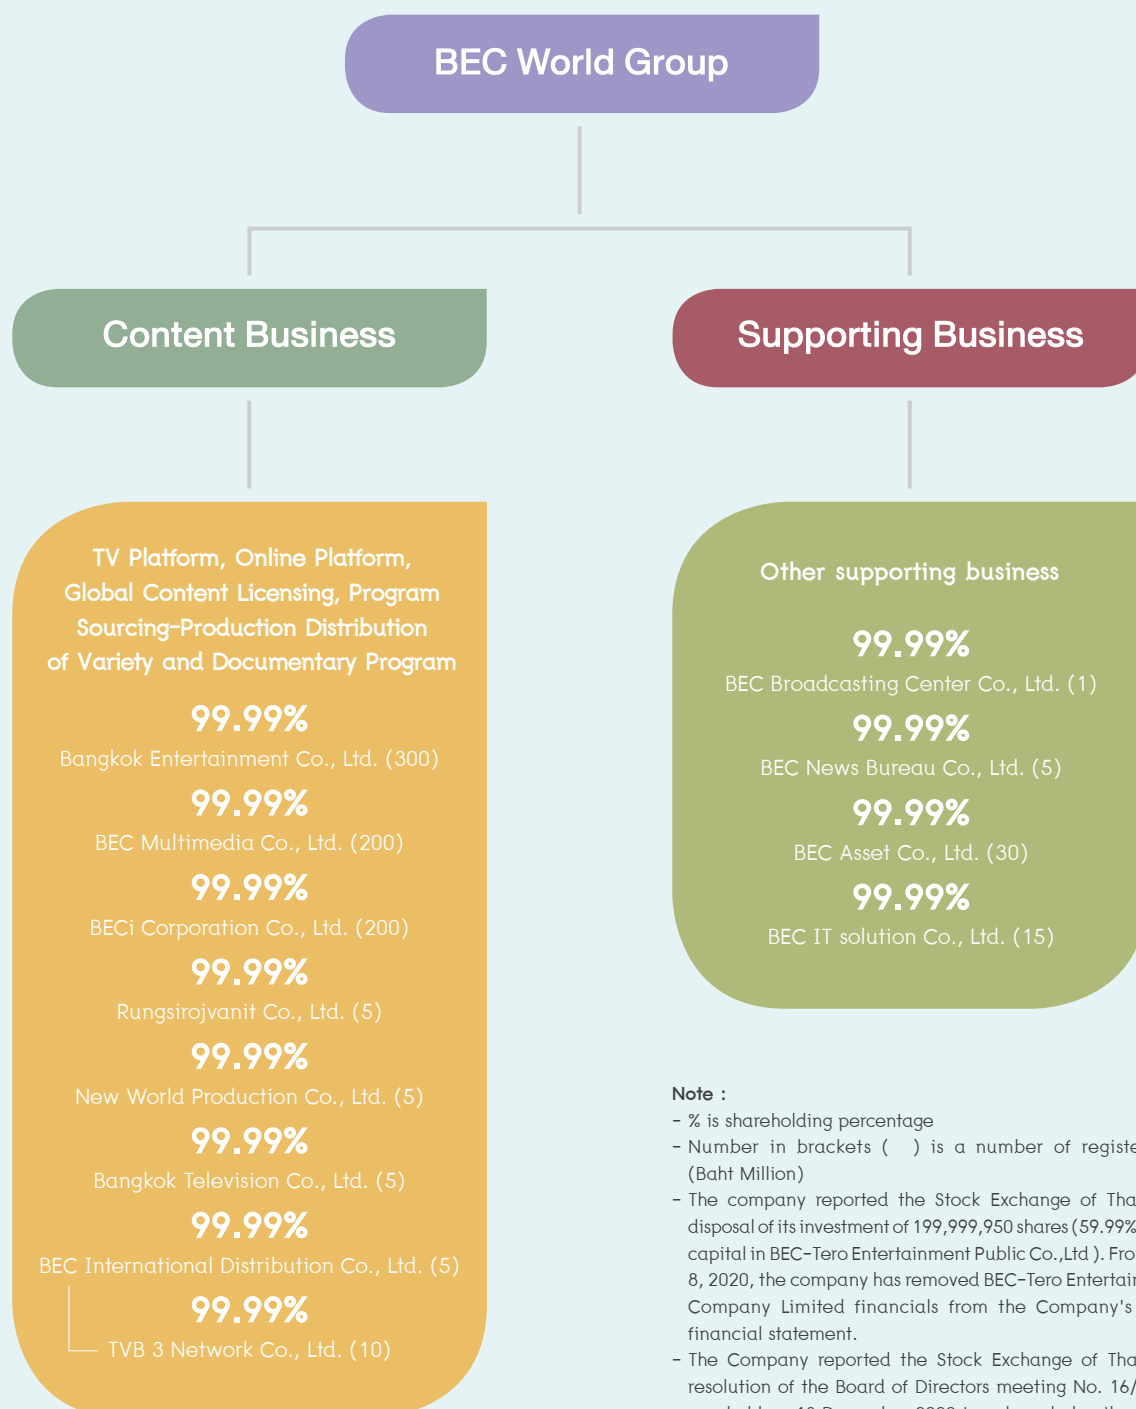 BEC World Group
Content Business
TV Platform, Online Platform,
Global Content Licensing, Program
Sourcing-Production Distribution
of Variety and Documentary Program
99.99%
Bangkok Entertainment Co., Ltd. (300)
99.99%
BEC Multimedia Co., Ltd. (200)
99.99%
BECi Corporation Co., Ltd. (200)
99.99%
Rungsirojvanit Co., Ltd. (5)
99.99%
New World Production Co., Ltd. (5)
99.99%
Bangkok Television Co., Ltd. (5)
99.99%
BEC International Distribution Co., Ltd. (5)
99.99%
TVB 3 Network Co., Ltd. (10)
Supporting Business
Other supporting business
99.99%
BEC Broadcasting Center Co., Ltd. (1)
99.99%
BEC News Bureau Co., Ltd. (5)
99.99%
BEC Asset Co., Ltd. (30)
99.99%
BEC IT solution Co., Ltd. (15)
Note :
- % is shareholding percentage
- Number in brackets ( ) is a number of
(Baht Million)
- The company reported the Stock Exchange of
disposal of its investment of 199,999,950 shares (59.99%
capital in BEC-Tero Entertainment Public Co.,Ltd ).
8, 2020, the company has removed BEC-Tero
Company Limited financials from the Company's
financial statement.
- The Company reported the Stock Exchange of
resolution of the Board of Directors meeting No. 16/